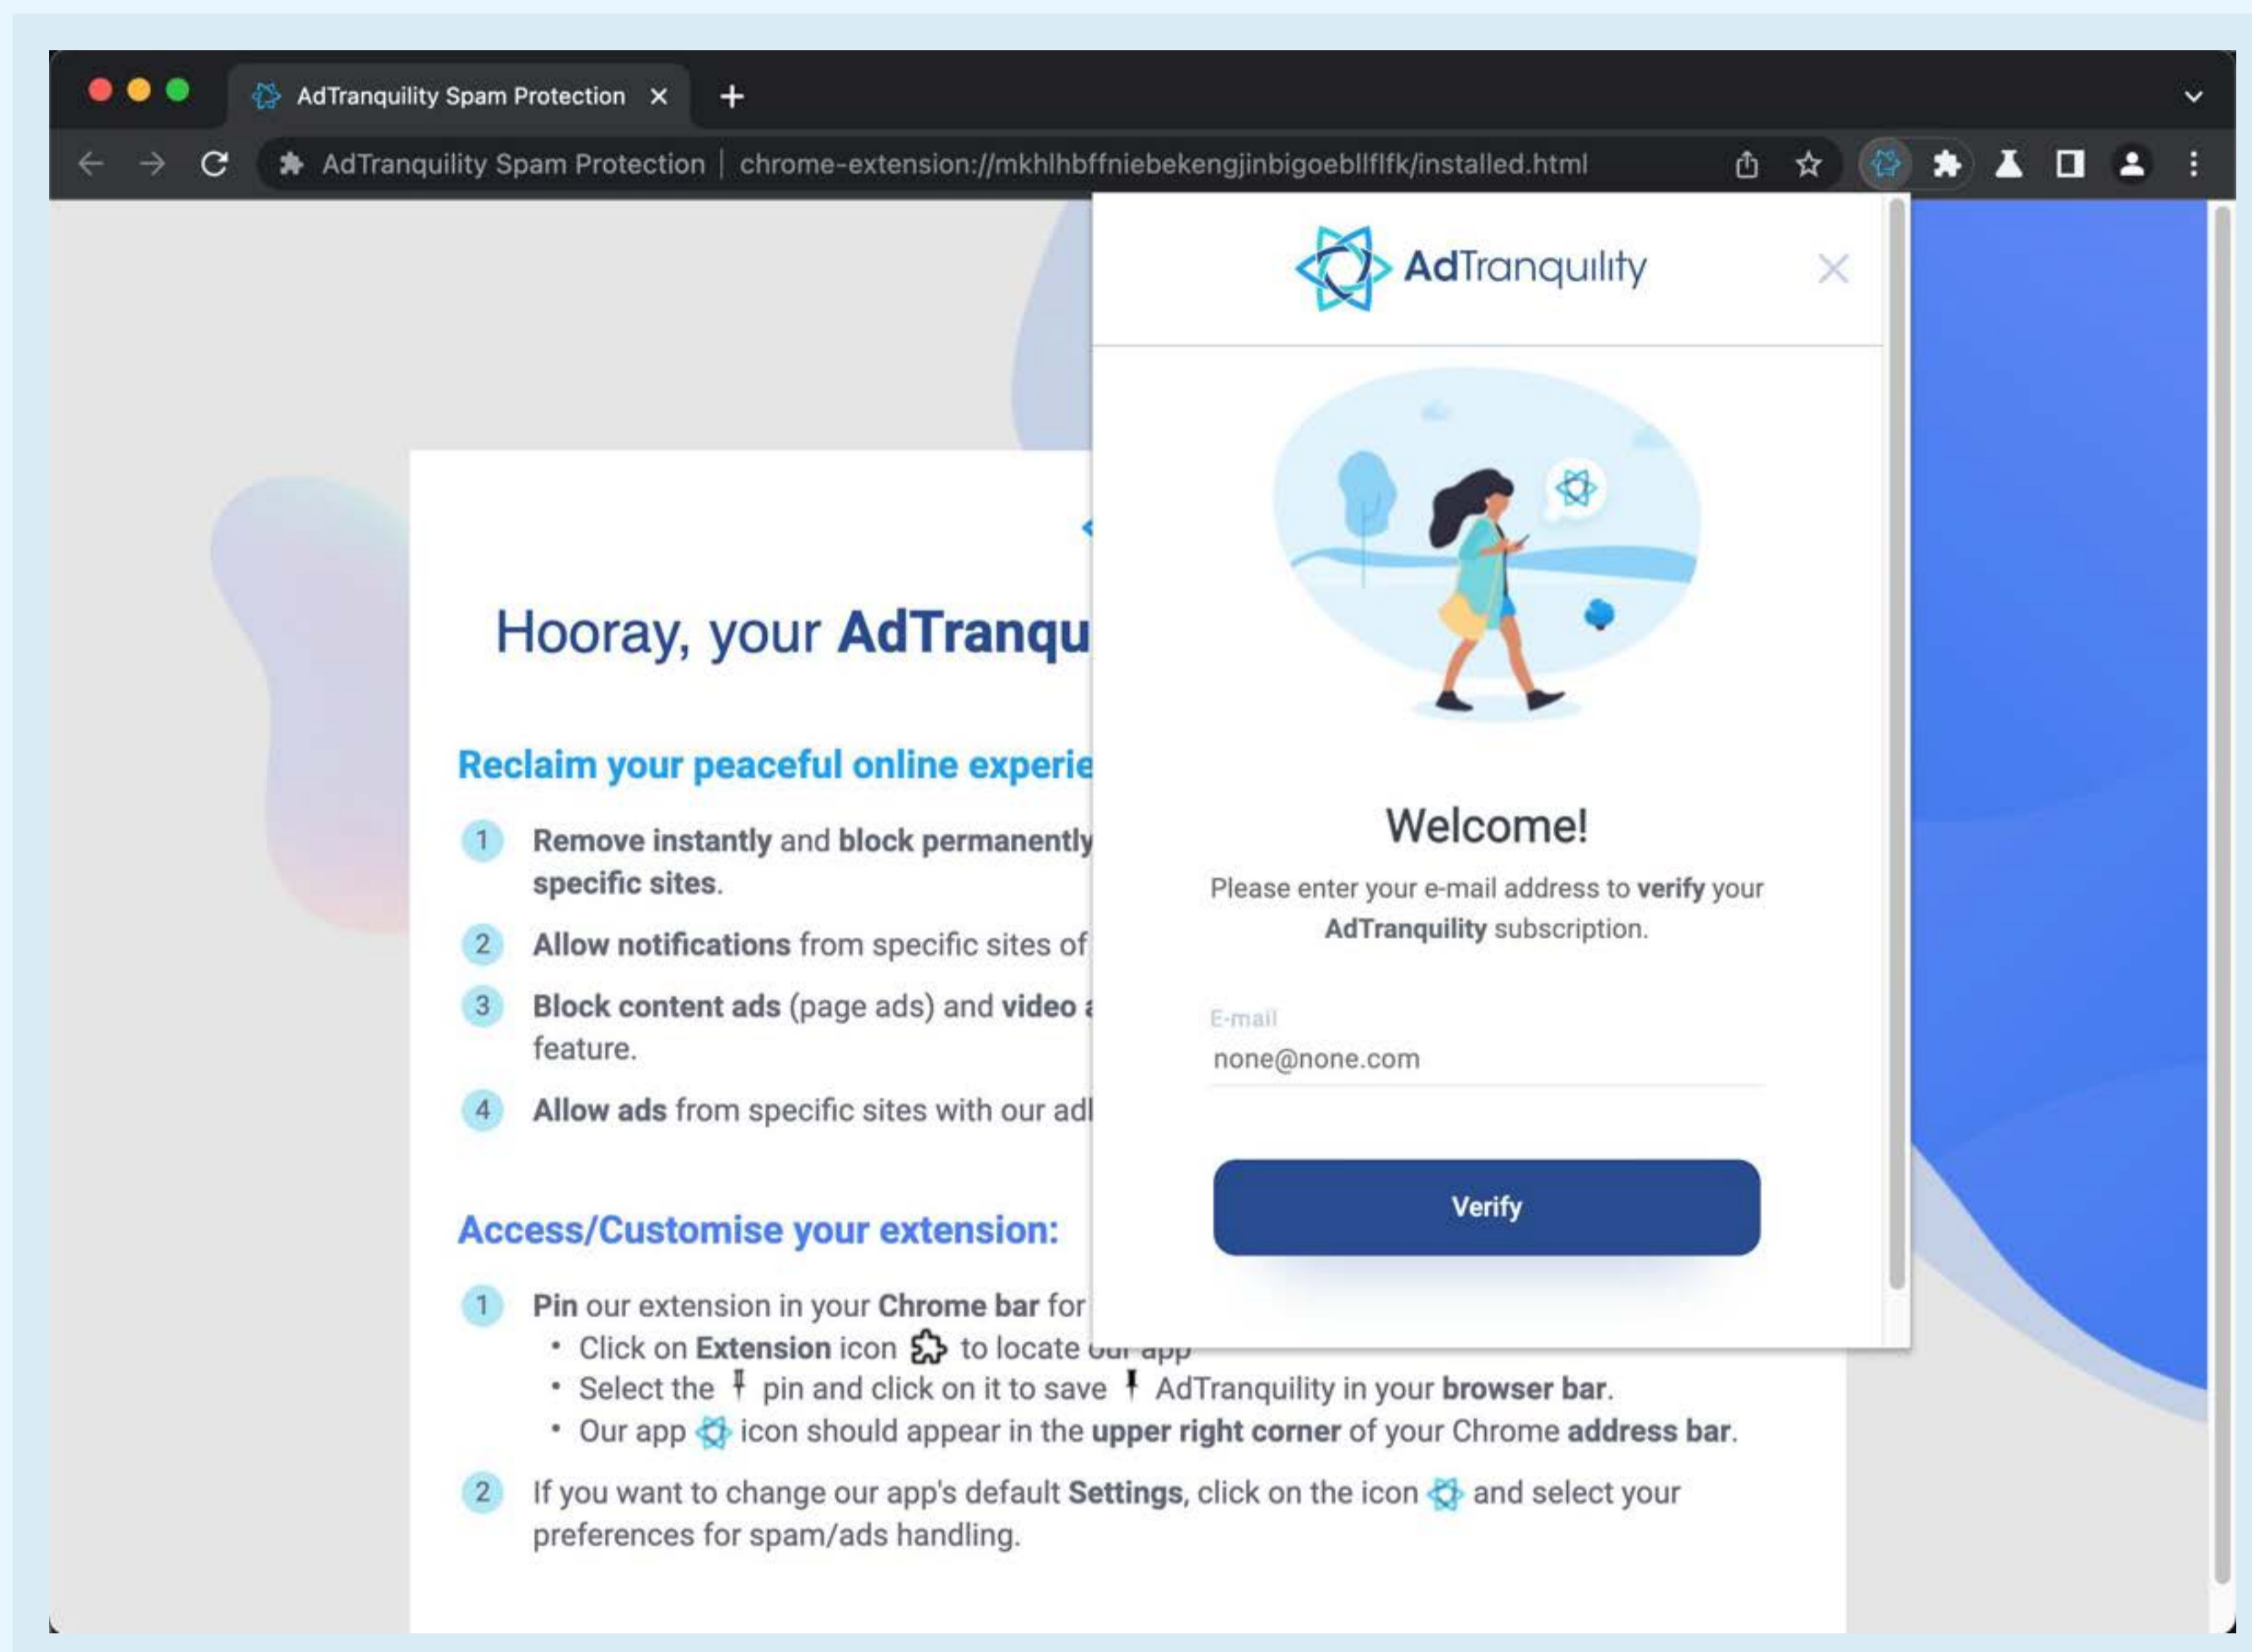 AdTranquility Spam Protection
AdTranquility Spam Protection | chrome-extension://mkhlhbffniebekengjinbigoebllflfk/installed.html
Hooray, your AdTranqu
Reclaim your peaceful online experie
1 Remove instantly and block permanently
specific sites.
2 Allow notifications from specific sites of
3 Block content ads (page ads) and video
feature.
4 Allow ads from specific sites with our
Access/Customise your extension:
1 Pin our extension in your Chrome bar for
• Click on Extension icon to locate our app
• Select the pin and click on it to save AdTranquility in your browser bar.
• Our app icon should appear in the upper right corner of your Chrome address bar.
2 If you want to change our app's default Settings, click on the icon and select your
preferences for spam/ads handling.
AdTranquility
Welcome!
Please enter your e-mail address to verify your
AdTranquility subscription.
E-mail
none@none.com
Verify